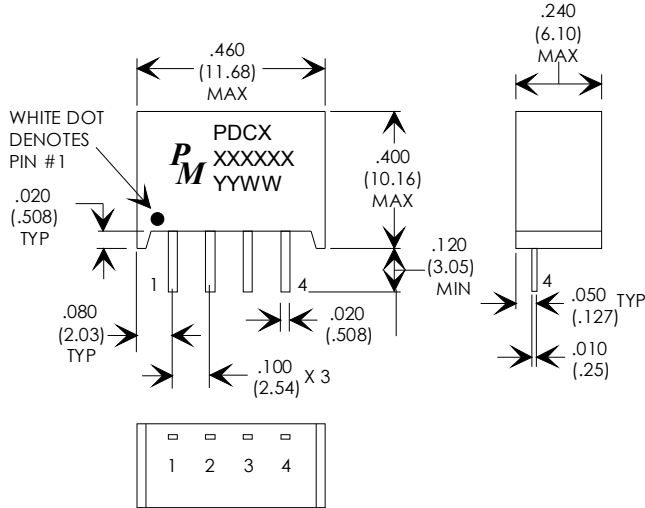 .460
(11.68)
MAX
.240
(6.10)
MAX
WHITE DOT
DENOTES
PIN #1
PDCX
PM XXXXXX
YYWW
.400
(10.16)
MAX
.020
(.508)
TYP
.120
(3.05)
MIN
1
4
4
.080
(2.03)
TYP
.020
(.508)
.050 TYP
(.127)
.100
(2.54) X 3
.010
(.25)
1 2 3 4